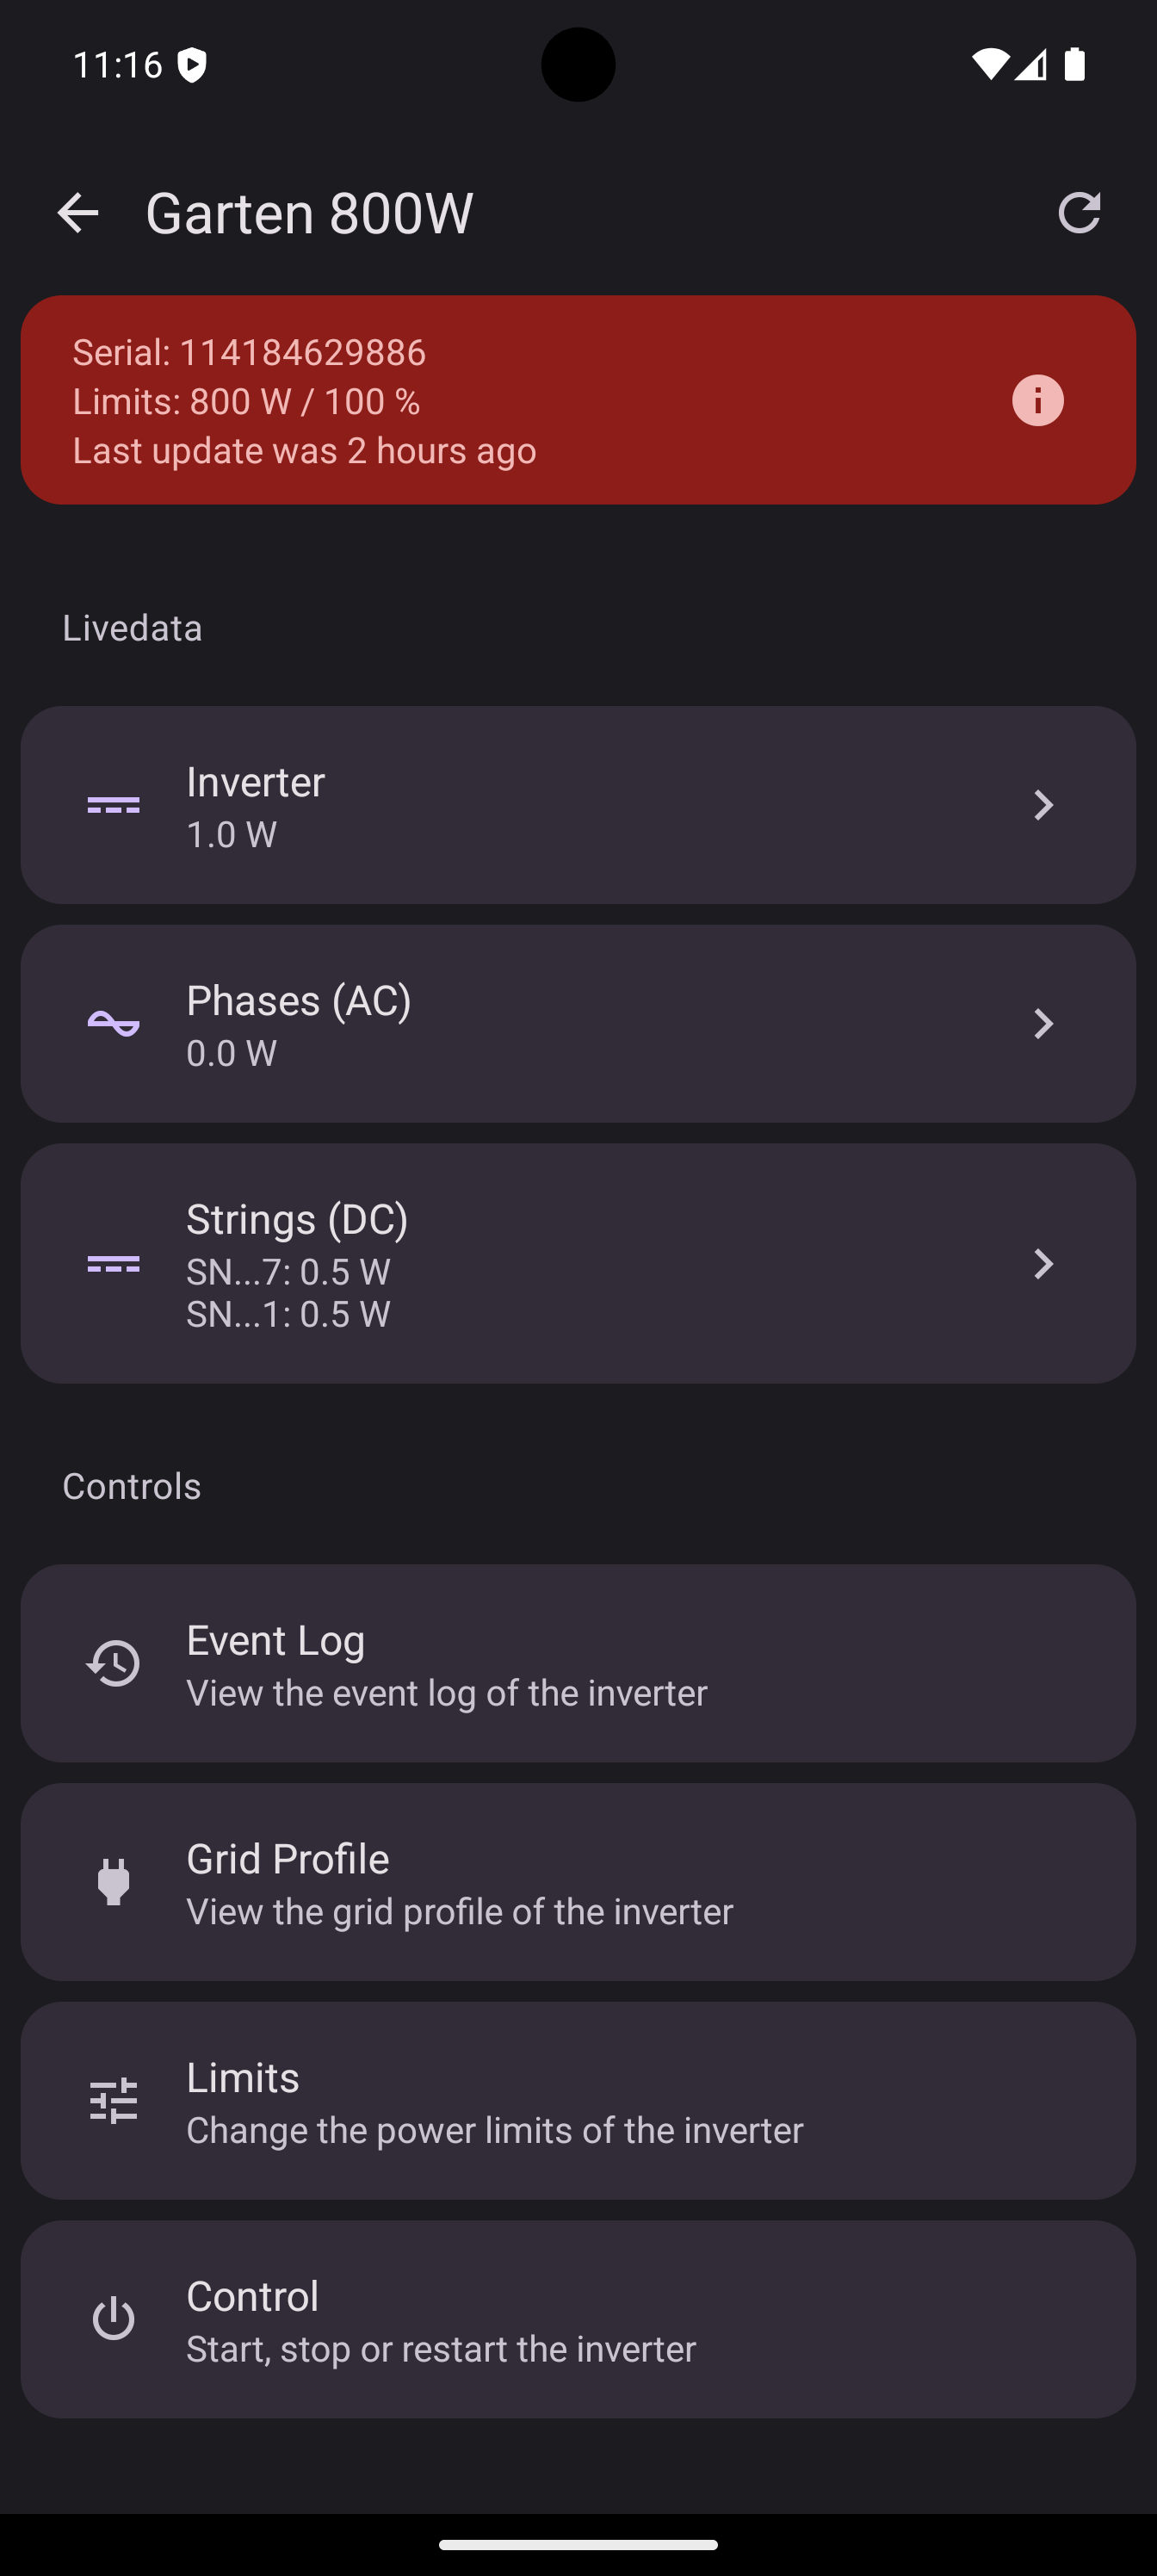 11:16
Garten 800W
Serial: 114184629886
Limits: 800 W / 100 %
Last update was 2 hours ago
Livedata
Inverter
1.0 W
Phases (AC)
0.0 W
Strings (DC)
SN...7: 0.5 W
SN...1: 0.5 W
Controls
Event Log
View the event log of the inverter
Grid Profile
View the grid profile of the inverter
Limits
Change the power limits of the inverter
Control
Start, stop or restart the inverter